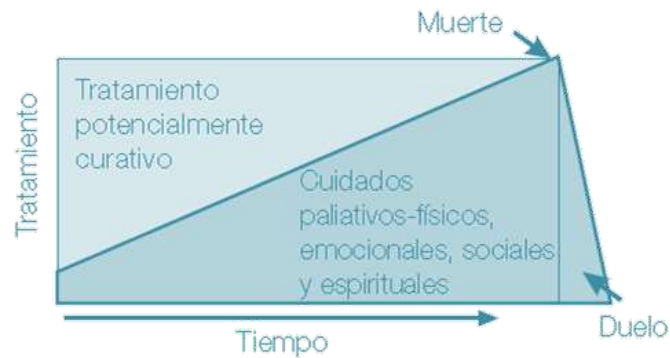 Muerte
Tratamiento
potencialmente
curativo
Tratamiento
Cuidados
paliativos-físicos,
emocionales, sociales
y espirituales
Tiempo
Duelo